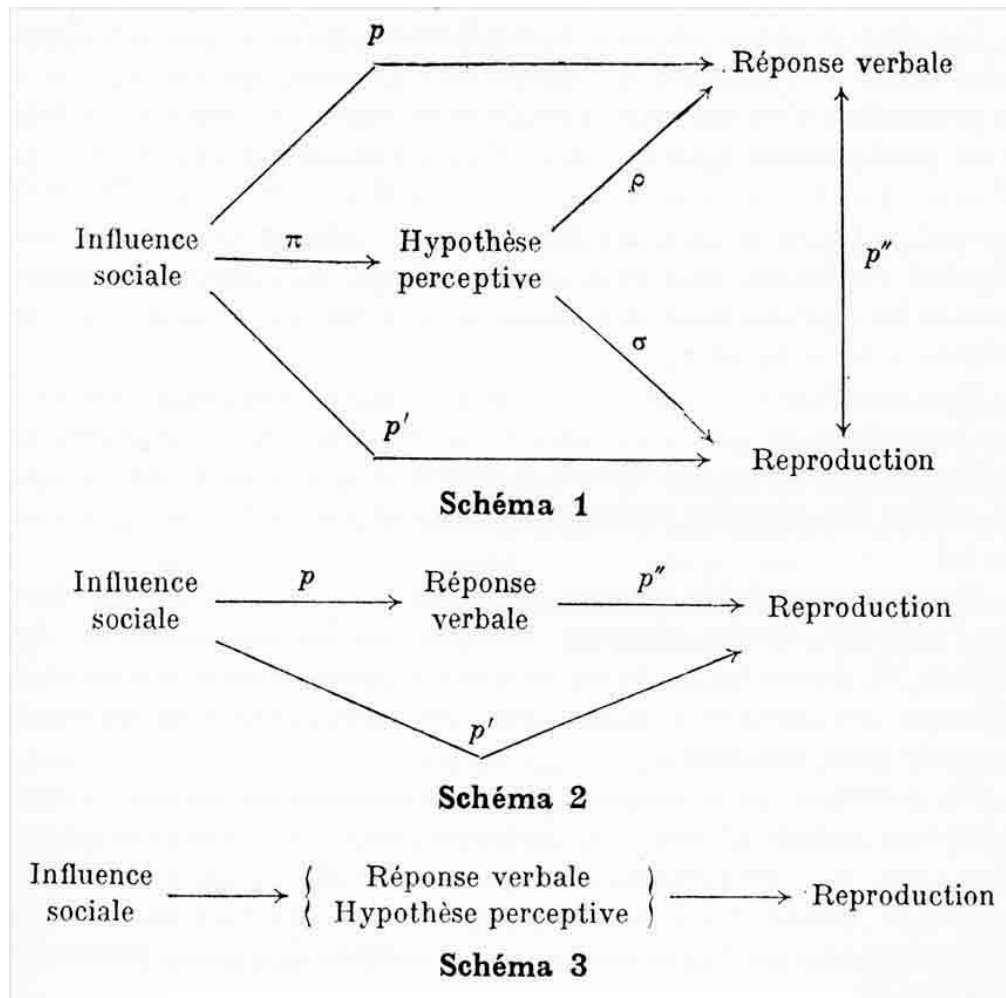 p
Réponse verbale
ρ
Influence
sociale
π
Hypothèse
perceptive
p″
σ
p′
Reproduction
Schéma 1
Influence
sociale
p
Réponse
verbale
p″
Reproduction
p′
Schéma 2
Influence
sociale
{ Réponse verbale
Hypothèse perceptive }
Reproduction
Schéma 3